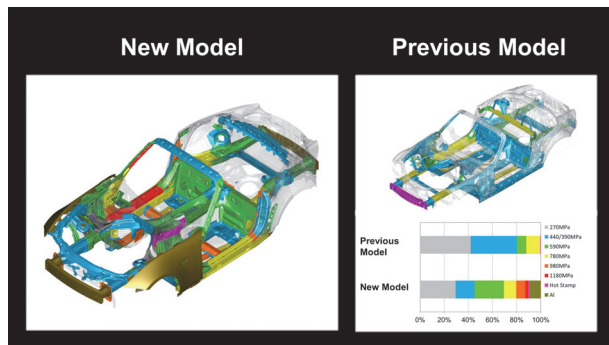 New Model
Previous Model
270MPa
440/390MPa
590MPa
780MPa
980MPa
1180MPa
Hot Stamp
Al
Previous
Model
New Model
0%
20%
40%
60%
80%
100%